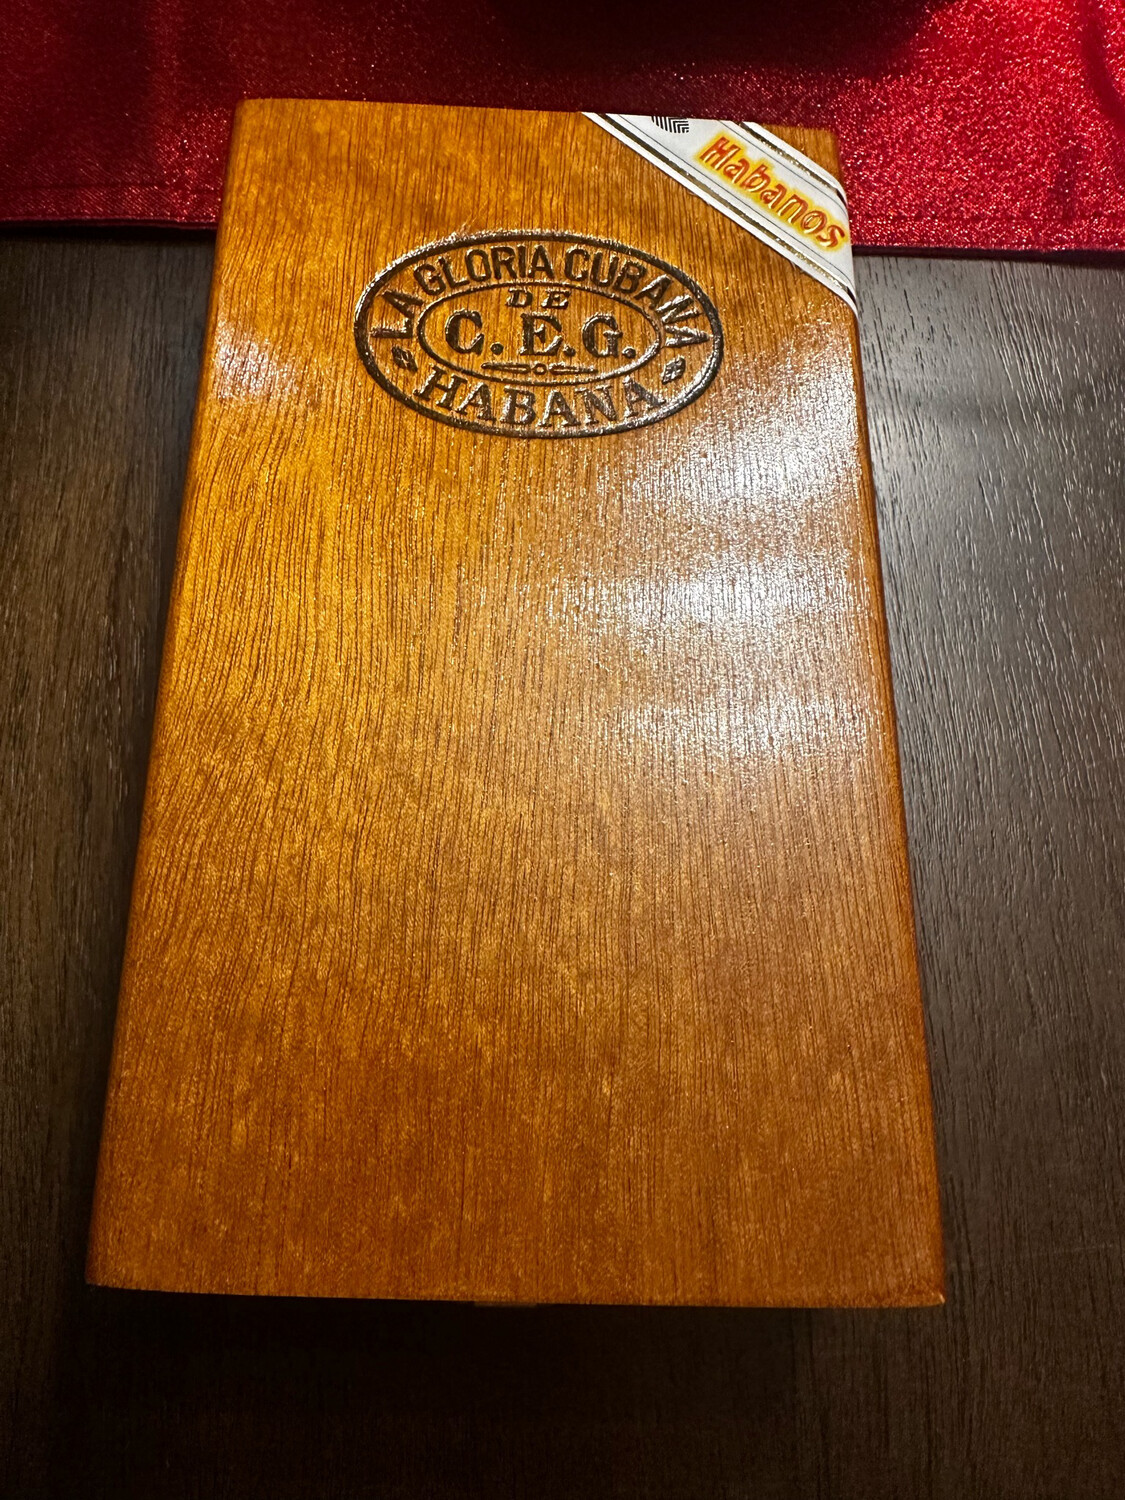 Habanos
LA GLORIA CUBANA
DE
C. E. G.
HABANA